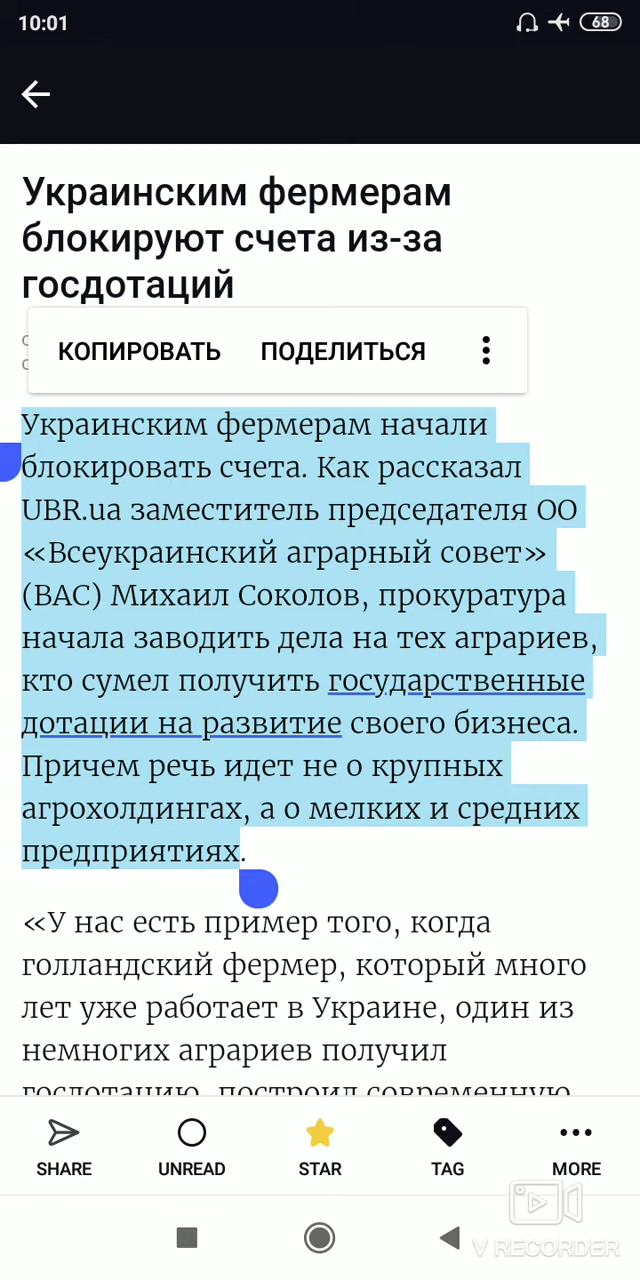 10:01
68
Украинским фермерам
блокируют счета из-за
госдотаций
КОПИРОВАТЬ ПОДЕЛИТЬСЯ
Украинским фермерам начали
блокировать счета. Как рассказал
UBR.ua заместитель председателя ОО
«Всеукраинский аграрный совет»
(ВАС) Михаил Соколов, прокуратура
начала заводить дела на тех аграриев,
кто сумел получить государственные
дотации на развитие своего бизнеса.
Причем речь идет не о крупных
агрохолдингах, а о мелких и средних
предприятиях.
«У нас есть пример того, когда
голландский фермер, который много
лет уже работает в Украине, один из
немногих аграриев получил
госдотацию, построил современную
SHARE UNREAD STAR TAG MORE
V RECORDER